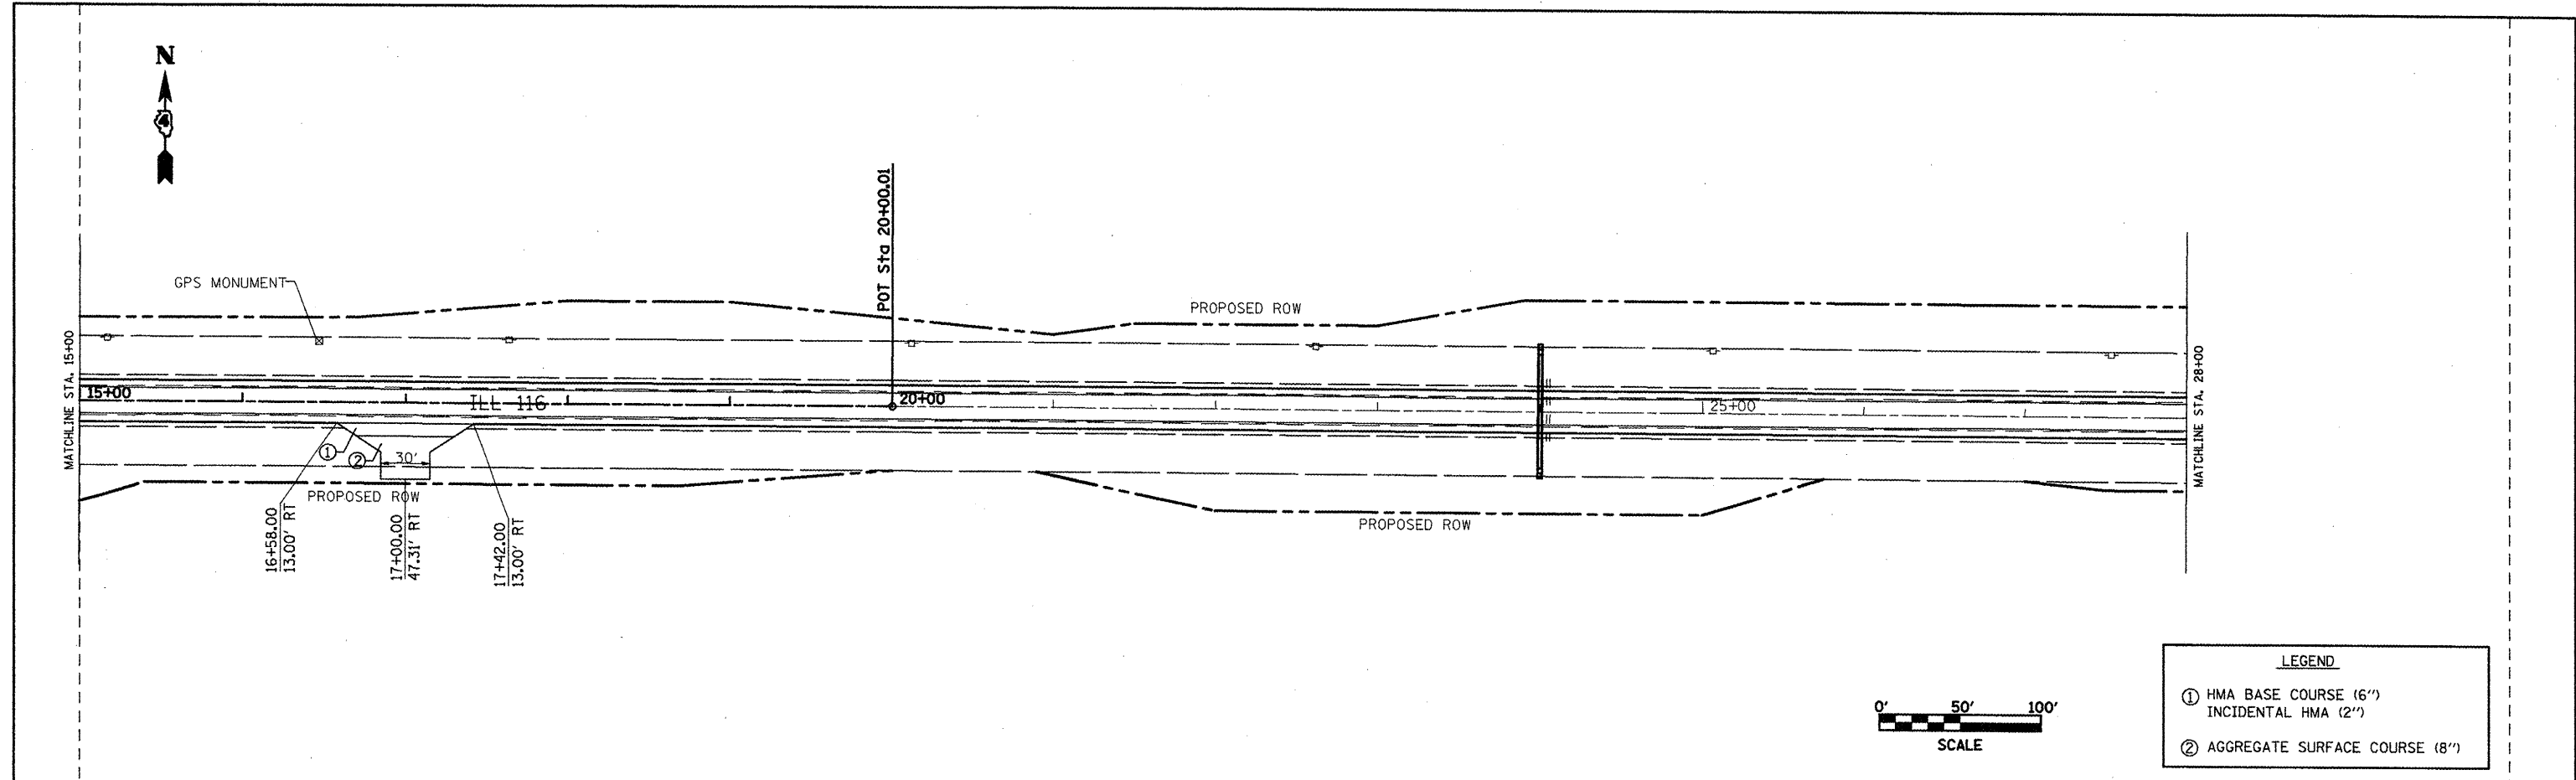 N
4
POT Sta 20+00.01
GPS MONUMENT
PROPOSED ROW
MATCHLINE STA. 15+00
15+00
ILL 116
20+00
25+00
MATCHLINE STA. 28+00
1
2
30'
PROPOSED ROW
PROPOSED ROW
16+58.00
13.00' RT
17+00.00
47.31' RT
17+42.00
13.00' RT
0' 50' 100'
SCALE
LEGEND
1 HMA BASE COURSE (6")
INCIDENTAL HMA (2")
2 AGGREGATE SURFACE COURSE (8")